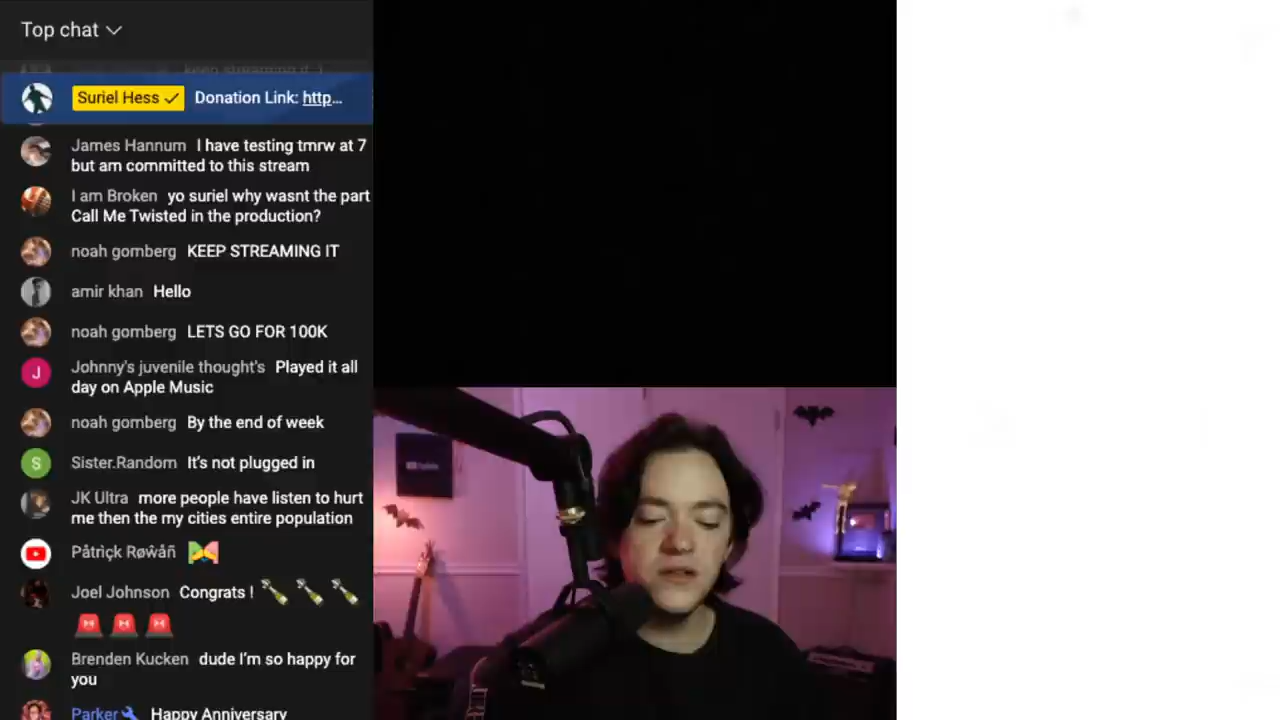 Top chat
keep streaming it :)
Suriel Hess Donation Link: http...
James Hannum I have testing tmrw at 7
but am committed to this stream
I am Broken yo suriel why wasnt the part
Call Me Twisted in the production?
noah gomberg KEEP STREAMING IT
amir khan Hello
noah gomberg LETS GO FOR 100K
J Johnny's juvenile thought's Played it all
day on Apple Music
noah gomberg By the end of week
S Sister.Random It’s not plugged in
JK Ultra more people have listen to hurt
me then the my cities entire population
Påtrìçk Røŵåñ
Joel Johnson Congrats !
Brenden Kucken dude I’m so happy for
you
Parker Happy Anniversary